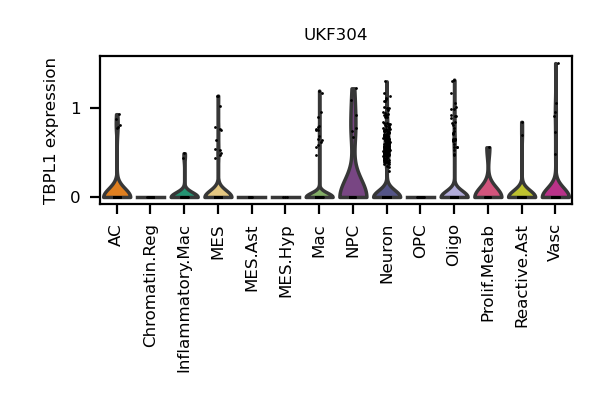 UKF304
TBPL1 expression
1
0
AC
Chromatin.Reg
Inflammatory.Mac
MES
MES.Ast
MES.Hyp
Mac
NPC
Neuron
OPC
Oligo
Prolif.Metab
Reactive.Ast
Vasc